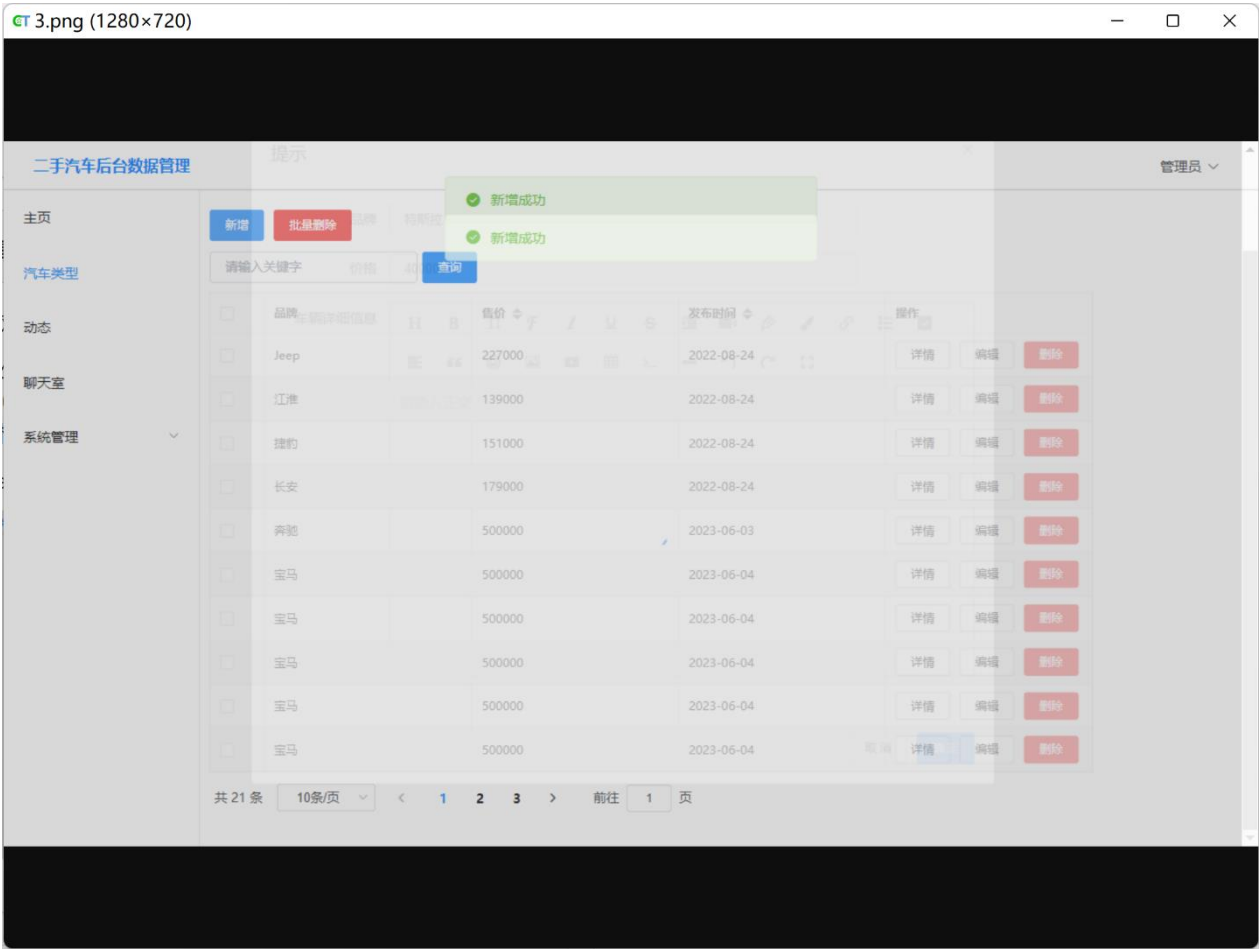 3.png (1280×720)
二手汽车后台数据管理
提示
管理员
新增成功
新增成功
主页
汽车类型
动态
聊天室
系统管理
新增 批量删除 品牌
请输入关键字 价格 查询
品牌 车辆详细信息 售价 发布时间 操作
Jeep 227000 2022-08-24 详情 编辑 删除
江淮 139000 2022-08-24 详情 编辑 删除
捷豹 151000 2022-08-24 详情 编辑 删除
长安 179000 2022-08-24 详情 编辑 删除
奔驰 500000 2023-06-03 详情 编辑 删除
宝马 500000 2023-06-04 详情 编辑 删除
宝马 500000 2023-06-04 详情 编辑 删除
宝马 500000 2023-06-04 详情 编辑 删除
宝马 500000 2023-06-04 详情 编辑 删除
宝马 500000 2023-06-04 详情 编辑 删除
共 21 条 10条/页 1 2 3 前往 1 页